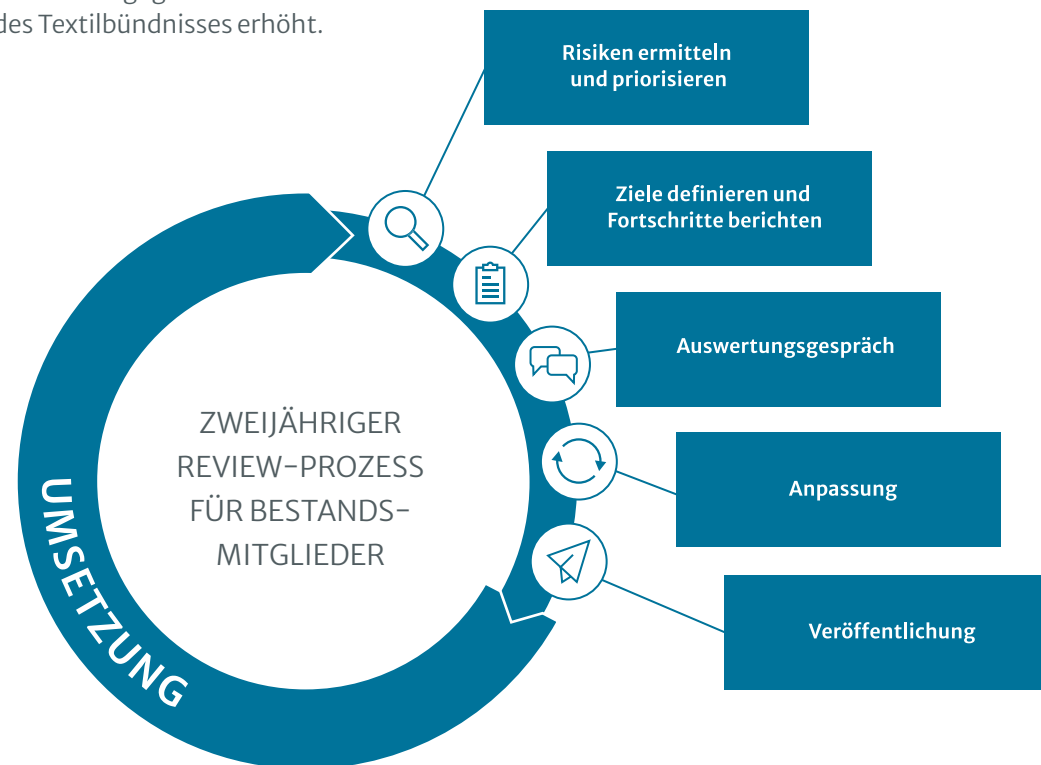 des Textilbündnisses erhöht.
Risiken ermitteln
und priorisieren
Ziele definieren und
Fortschritte berichten
Auswertungsgespräch
Anpassung
Veröffentlichung
ZWEIJÄHRIGER
REVIEW-PROZESS
FÜR BESTANDS-
MITGLIEDER
UMSETZUNG